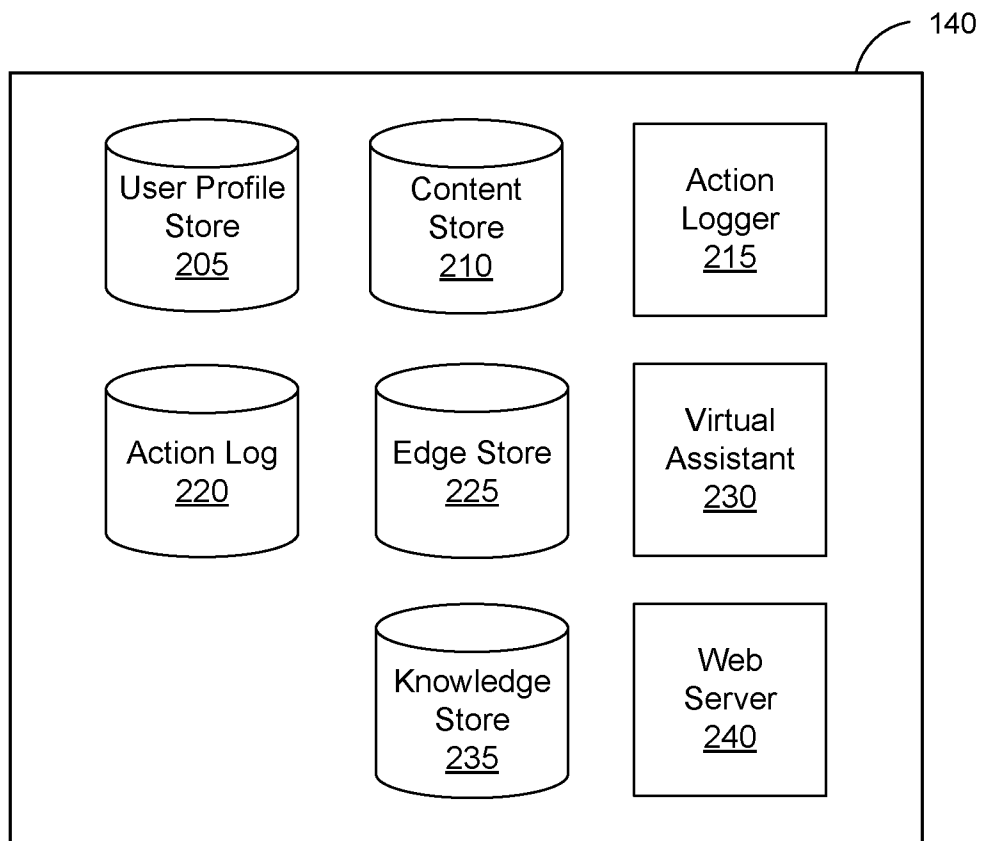 140
User Profile
Store
205
Content
Store
210
Action
Logger
215
Action Log
220
Edge Store
225
Virtual
Assistant
230
Knowledge
Store
235
Web
Server
240